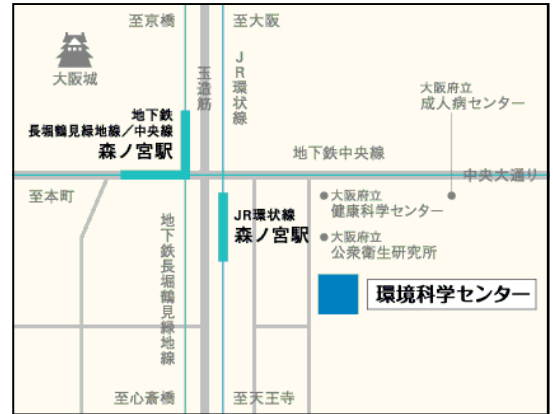 至京橋
至大阪
大阪城
玉造筋
JR環状線
大阪府立
成人病センター
地下鉄
長堀鶴見緑地線/中央線
森ノ宮駅
地下鉄中央線
中央大通り
至本町
大阪府立
健康科学センター
JR環状線
森ノ宮駅
大阪府立
公衆衛生研究所
地下鉄長堀鶴見緑地線
環境科学センター
至心斎橋
至天王寺